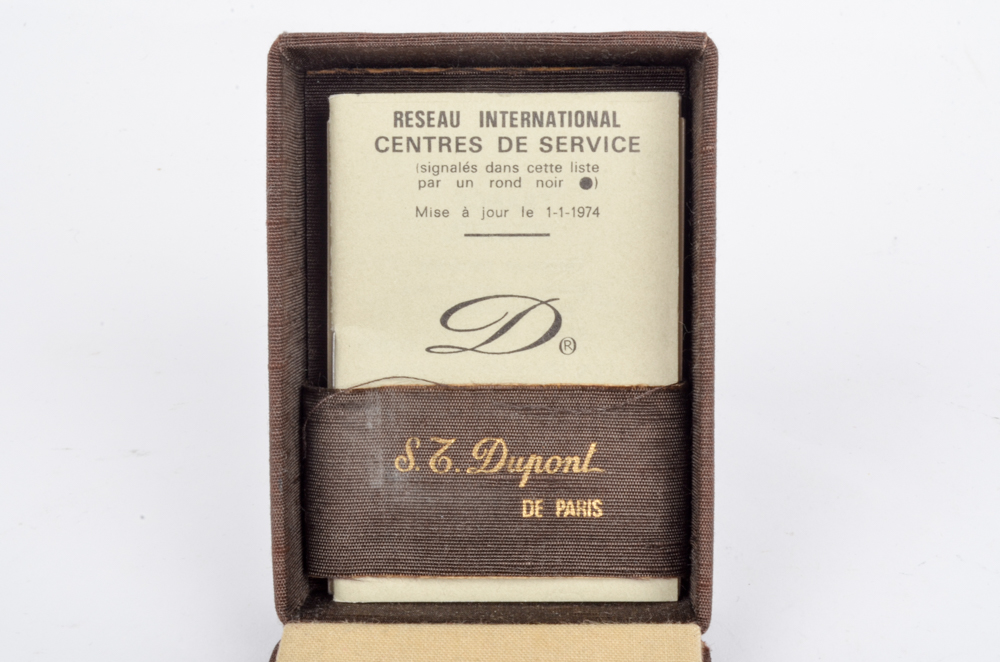 RESEAU INTERNATIONAL
CENTRES DE SERVICE
(signalés dans cette liste
par un rond noir ●)
Mise à jour le 1-1-1974
D®
S.T. Dupont
DE PARIS